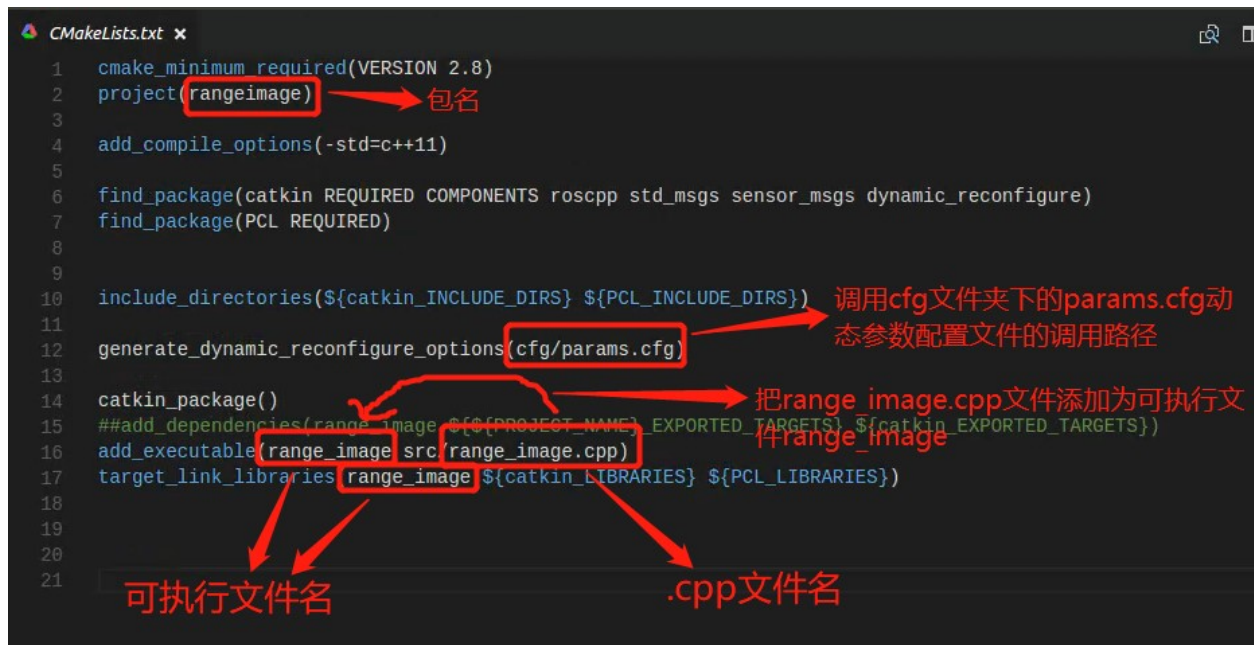 CMakeLists.txt ×
1 cmake_minimum_required(VERSION 2.8)
2 project(rangeimage)
包名
3
4 add_compile_options(-std=c++11)
5
6 find_package(catkin REQUIRED COMPONENTS roscpp std_msgs sensor_msgs dynamic_reconfigure)
7 find_package(PCL REQUIRED)
8
9
10 include_directories(${catkin_INCLUDE_DIRS} ${PCL_INCLUDE_DIRS})
调用cfg文件夹下的params.cfg动
态参数配置文件的调用路径
11
12 generate_dynamic_reconfigure_options(cfg/params.cfg)
13
14 catkin_package()
把range_image.cpp文件添加为可执行文
件range_image
15 ##add_dependencies(range_image ${${PROJECT_NAME}_EXPORTED_TARGETS} ${catkin_EXPORTED_TARGETS})
16 add_executable(range_image src/range_image.cpp)
17 target_link_libraries(range_image ${catkin_LIBRARIES} ${PCL_LIBRARIES})
18
19
20
21
可执行文件名
.cpp文件名